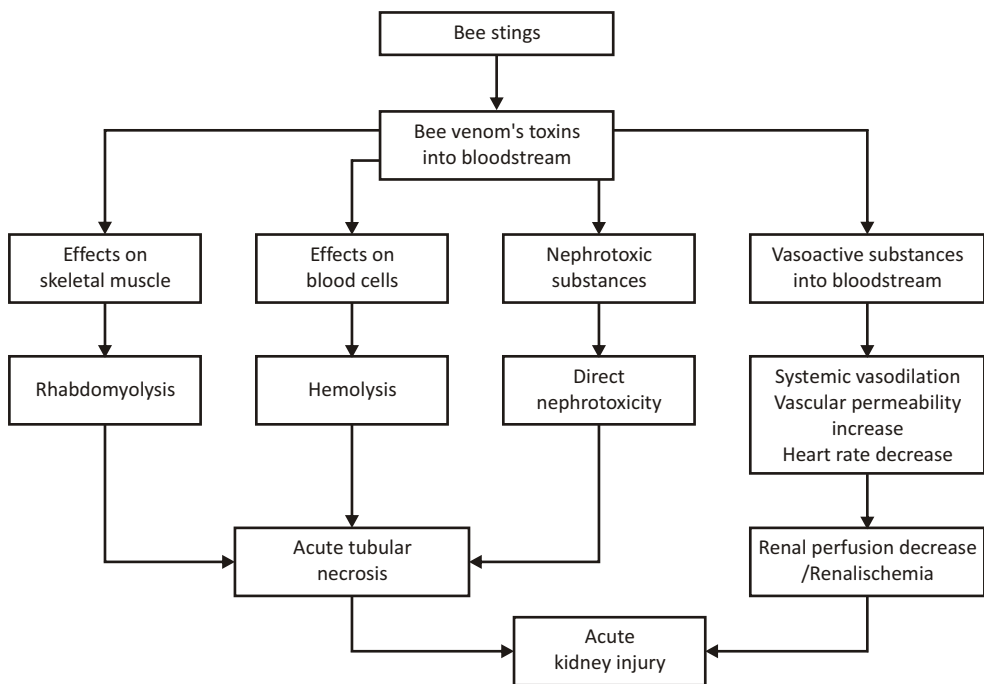 Bee stings
Bee venom's toxins
into bloodstream
Effects on
skeletal muscle
Effects on
blood cells
Nephrotoxic
substances
Vasoactive substances
into bloodstream
Rhabdomyolysis
Hemolysis
Direct
nephrotoxicity
Systemic vasodilation
Vascular permeability
increase
Heart rate decrease
Acute tubular
necrosis
Renal perfusion decrease
/Renalischemia
Acute
kidney injury